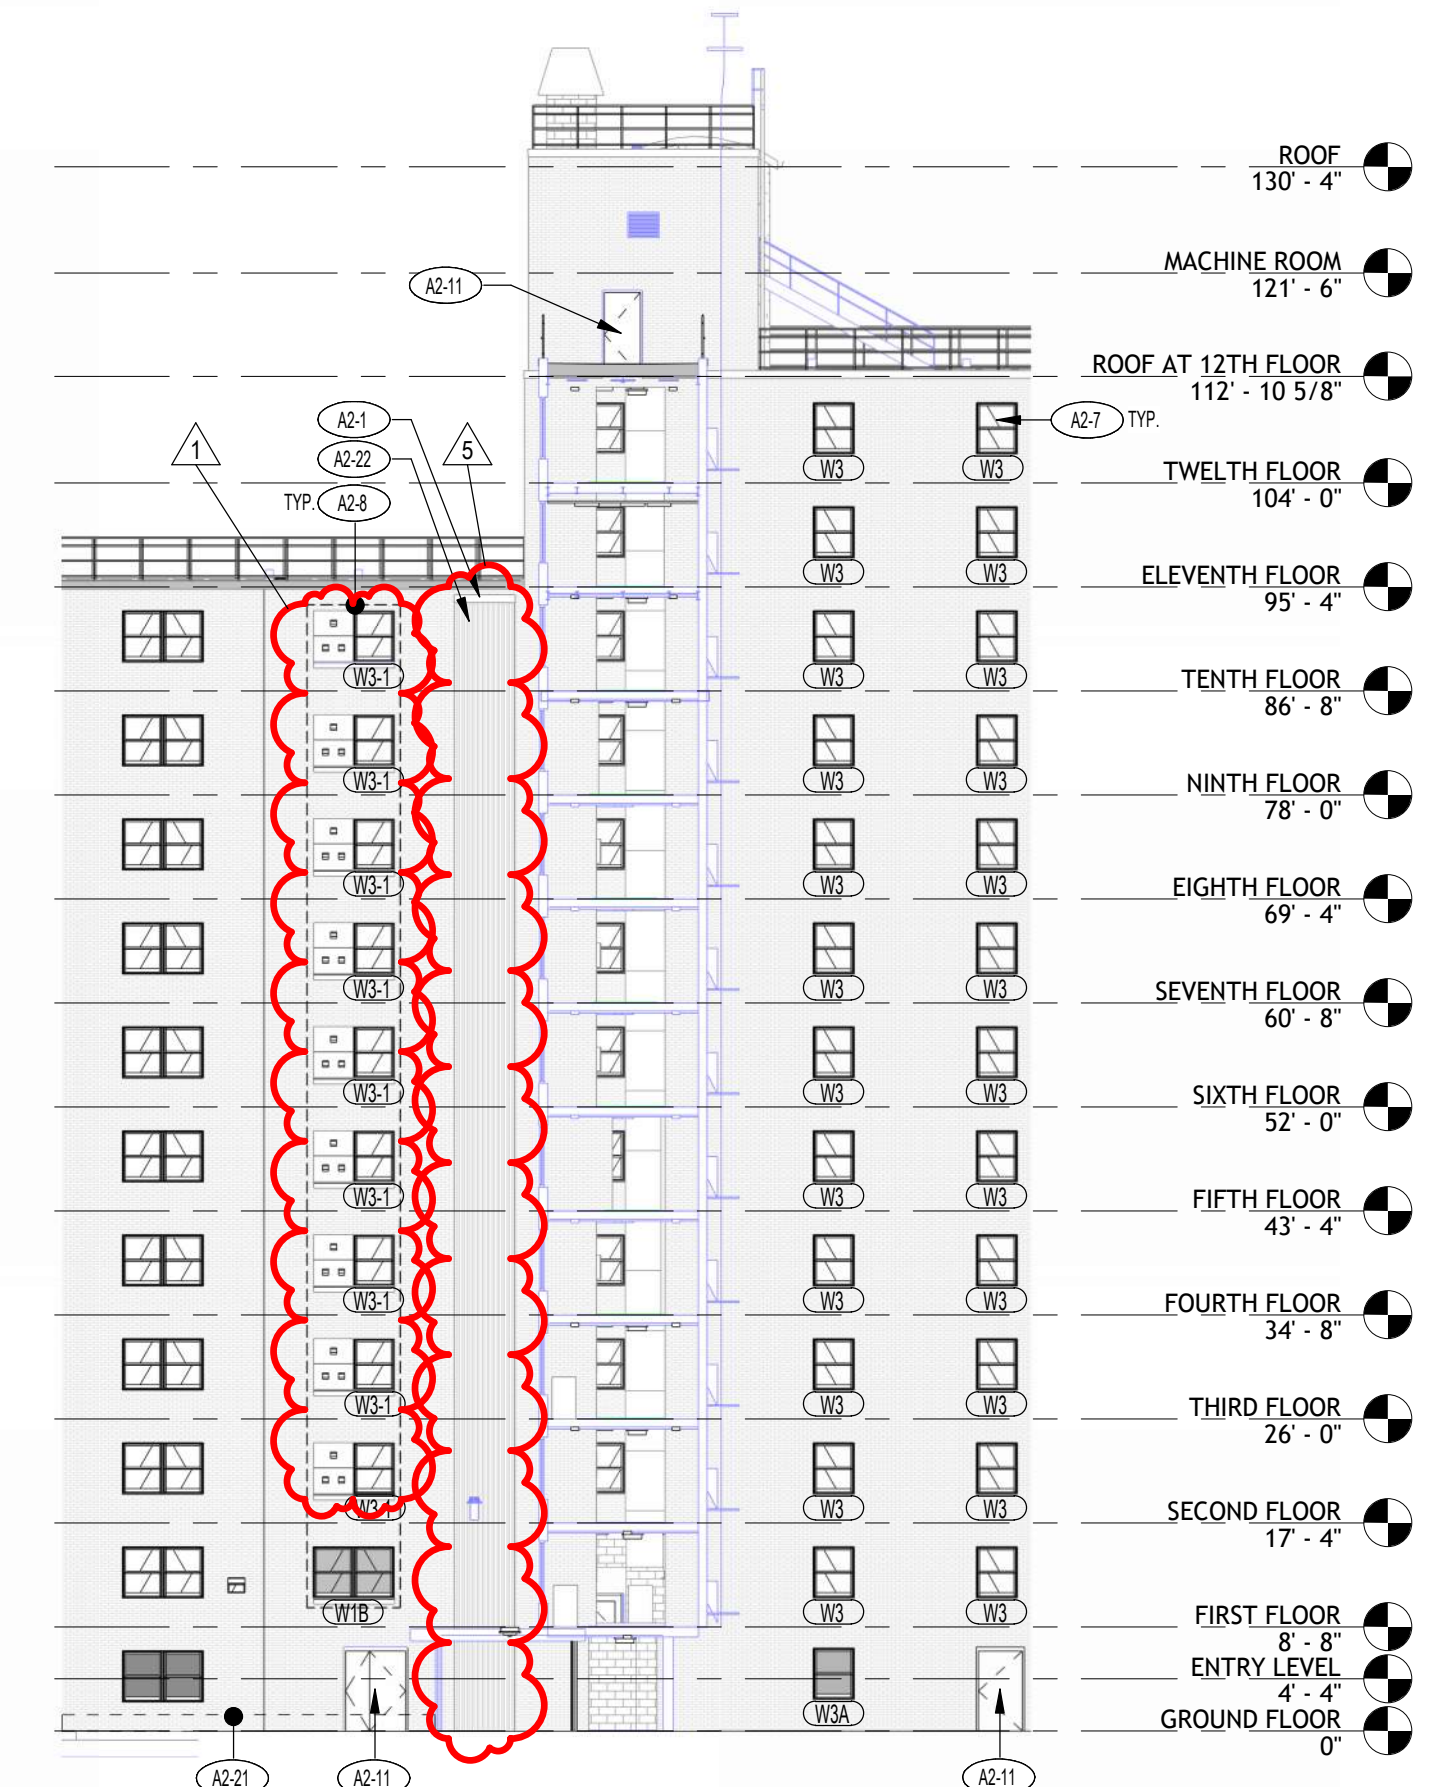 ROOF
130' - 4"
MACHINE ROOM
121' - 6"
A2-11
ROOF AT 12TH FLOOR
112' - 10 5/8"
A2-1
A2-7 TYP.
1
A2-22
5
W3 W3
TWELTH FLOOR
104' - 0"
TYP. A2-8
W3 W3
ELEVENTH FLOOR
95' - 4"
W3-1 W3 W3
TENTH FLOOR
86' - 8"
W3-1 W3 W3
NINTH FLOOR
78' - 0"
W3-1 W3 W3
EIGHTH FLOOR
69' - 4"
W3-1 W3 W3
SEVENTH FLOOR
60' - 8"
W3-1 W3 W3
SIXTH FLOOR
52' - 0"
W3-1 W3 W3
FIFTH FLOOR
43' - 4"
W3-1 W3 W3
FOURTH FLOOR
34' - 8"
W3-1 W3 W3
THIRD FLOOR
26' - 0"
W3-1 W3 W3
SECOND FLOOR
17' - 4"
W1B W3 W3
FIRST FLOOR
8' - 8"
ENTRY LEVEL
4' - 4"
W3A
GROUND FLOOR
0"
A2-21 A2-11 A2-11